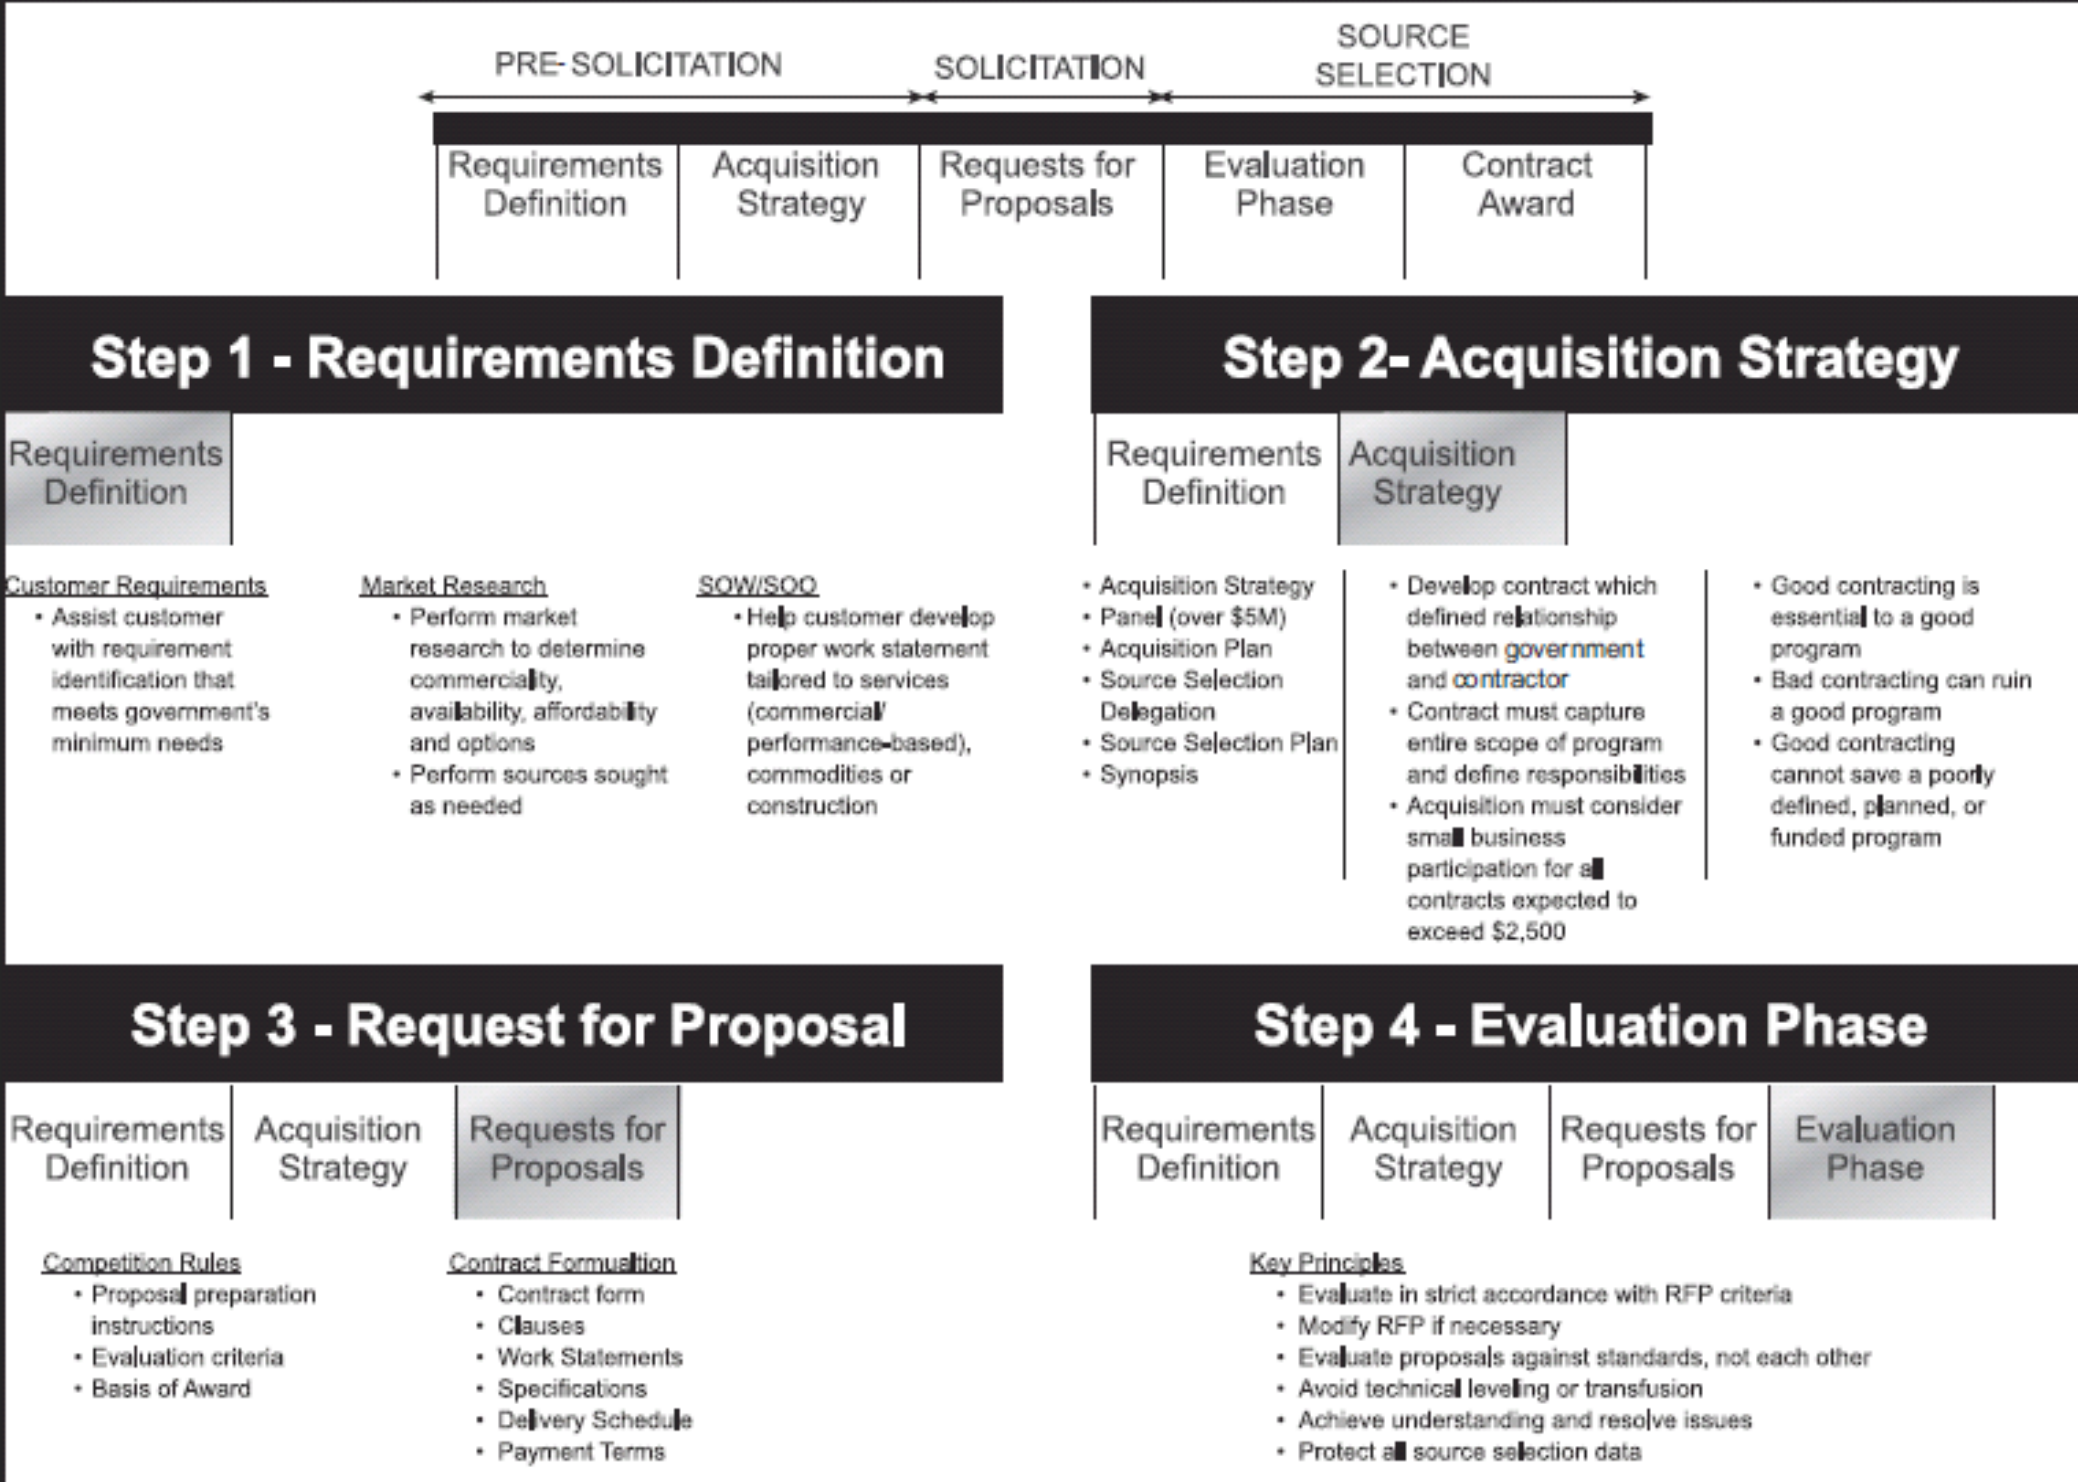 PRE-SOLICITATION
SOLICITATION
SOURCE
SELECTION
Requirements
Definition
Acquisition
Strategy
Requests for
Proposals
Evaluation
Phase
Contract
Award
Step 1 - Requirements Definition
Requirements
Definition
Customer Requirements
• Assist customer
with requirement
identification that
meets government's
minimum needs
Market Research
• Perform market
research to determine
commerciality,
availability, affordability
and options
• Perform sources sought
as needed
SOW/SOO
• Help customer develop
proper work statement
tailored to services
(commercial/
performance-based),
commodities or
construction
Step 2- Acquisition Strategy
Requirements
Definition
Acquisition
Strategy
• Acquisition Strategy
• Panel (over $5M)
• Acquisition Plan
• Source Selection
Delegation
• Source Selection Plan
• Synopsis
• Develop contract which
defined relationship
between government
and contractor
• Contract must capture
entire scope of program
and define responsibilities
• Acquisition must consider
small business
participation for all
contracts expected to
exceed $2,500
• Good contracting is
essential to a good
program
• Bad contracting can ruin
a good program
• Good contracting
cannot save a poorly
defined, planned, or
funded program
Step 3 - Request for Proposal
Requirements
Definition
Acquisition
Strategy
Requests for
Proposals
Competition Rules
• Proposal preparation
instructions
• Evaluation criteria
• Basis of Award
Contract Formualtion
• Contract form
• Clauses
• Work Statements
• Specifications
• Delivery Schedule
• Payment Terms
Step 4 - Evaluation Phase
Requirements
Definition
Acquisition
Strategy
Requests for
Proposals
Evaluation
Phase
Key Principles
• Evaluate in strict accordance with RFP criteria
• Modify RFP if necessary
• Evaluate proposals against standards, not each other
• Avoid technical leveling or transfusion
• Achieve understanding and resolve issues
• Protect all source selection data